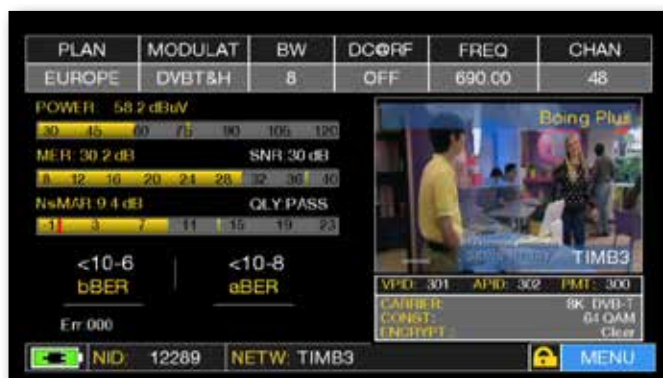 PLAN MODULAT BW DC@RF FREQ CHAN
EUROPE DVBT&H 8 OFF 690.00 48
POWER: 58.2 dBuV
30 45 60 75 90 105 120
Boing Plus
MER: 30.2 dB SNR:30 dB
8 12 16 20 24 28 32 36 40
NsMAR:9.4 dB QLY:PASS
-1 3 7 11 15 19 23
TIMB3
<10-6 <10-8
bBER aBER
VPID: 301 APID: 302 PMT: 300
CARRIER: 8K DVB-T
CONST: 64 QAM
ENCRYPT.: Clear
Err:000
NID: 12289 NETW: TIMB3 MENU